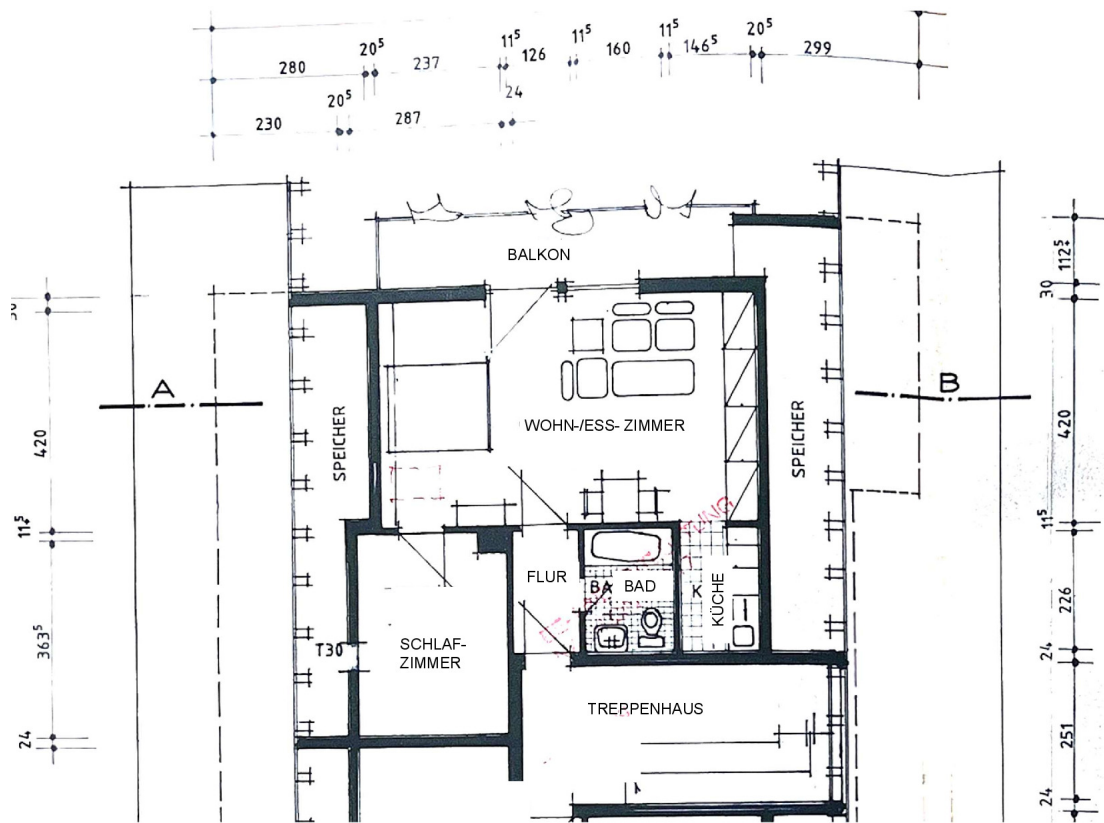 20⁵ 11⁵ 11⁵ 11⁵ 20⁵
280 237 126 160 146⁵ 299
20⁵ 24
230 287
BALKON
30
112⁵
30
A
B
SPEICHER
WOHN-/ESS- ZIMMER
SPEICHER
420
420
11⁵
11⁵
FLUR
BA BAD
K
KÜCHE
226
363⁵
T30
SCHLAF-
ZIMMER
24
TREPPENHAUS
24
251
24